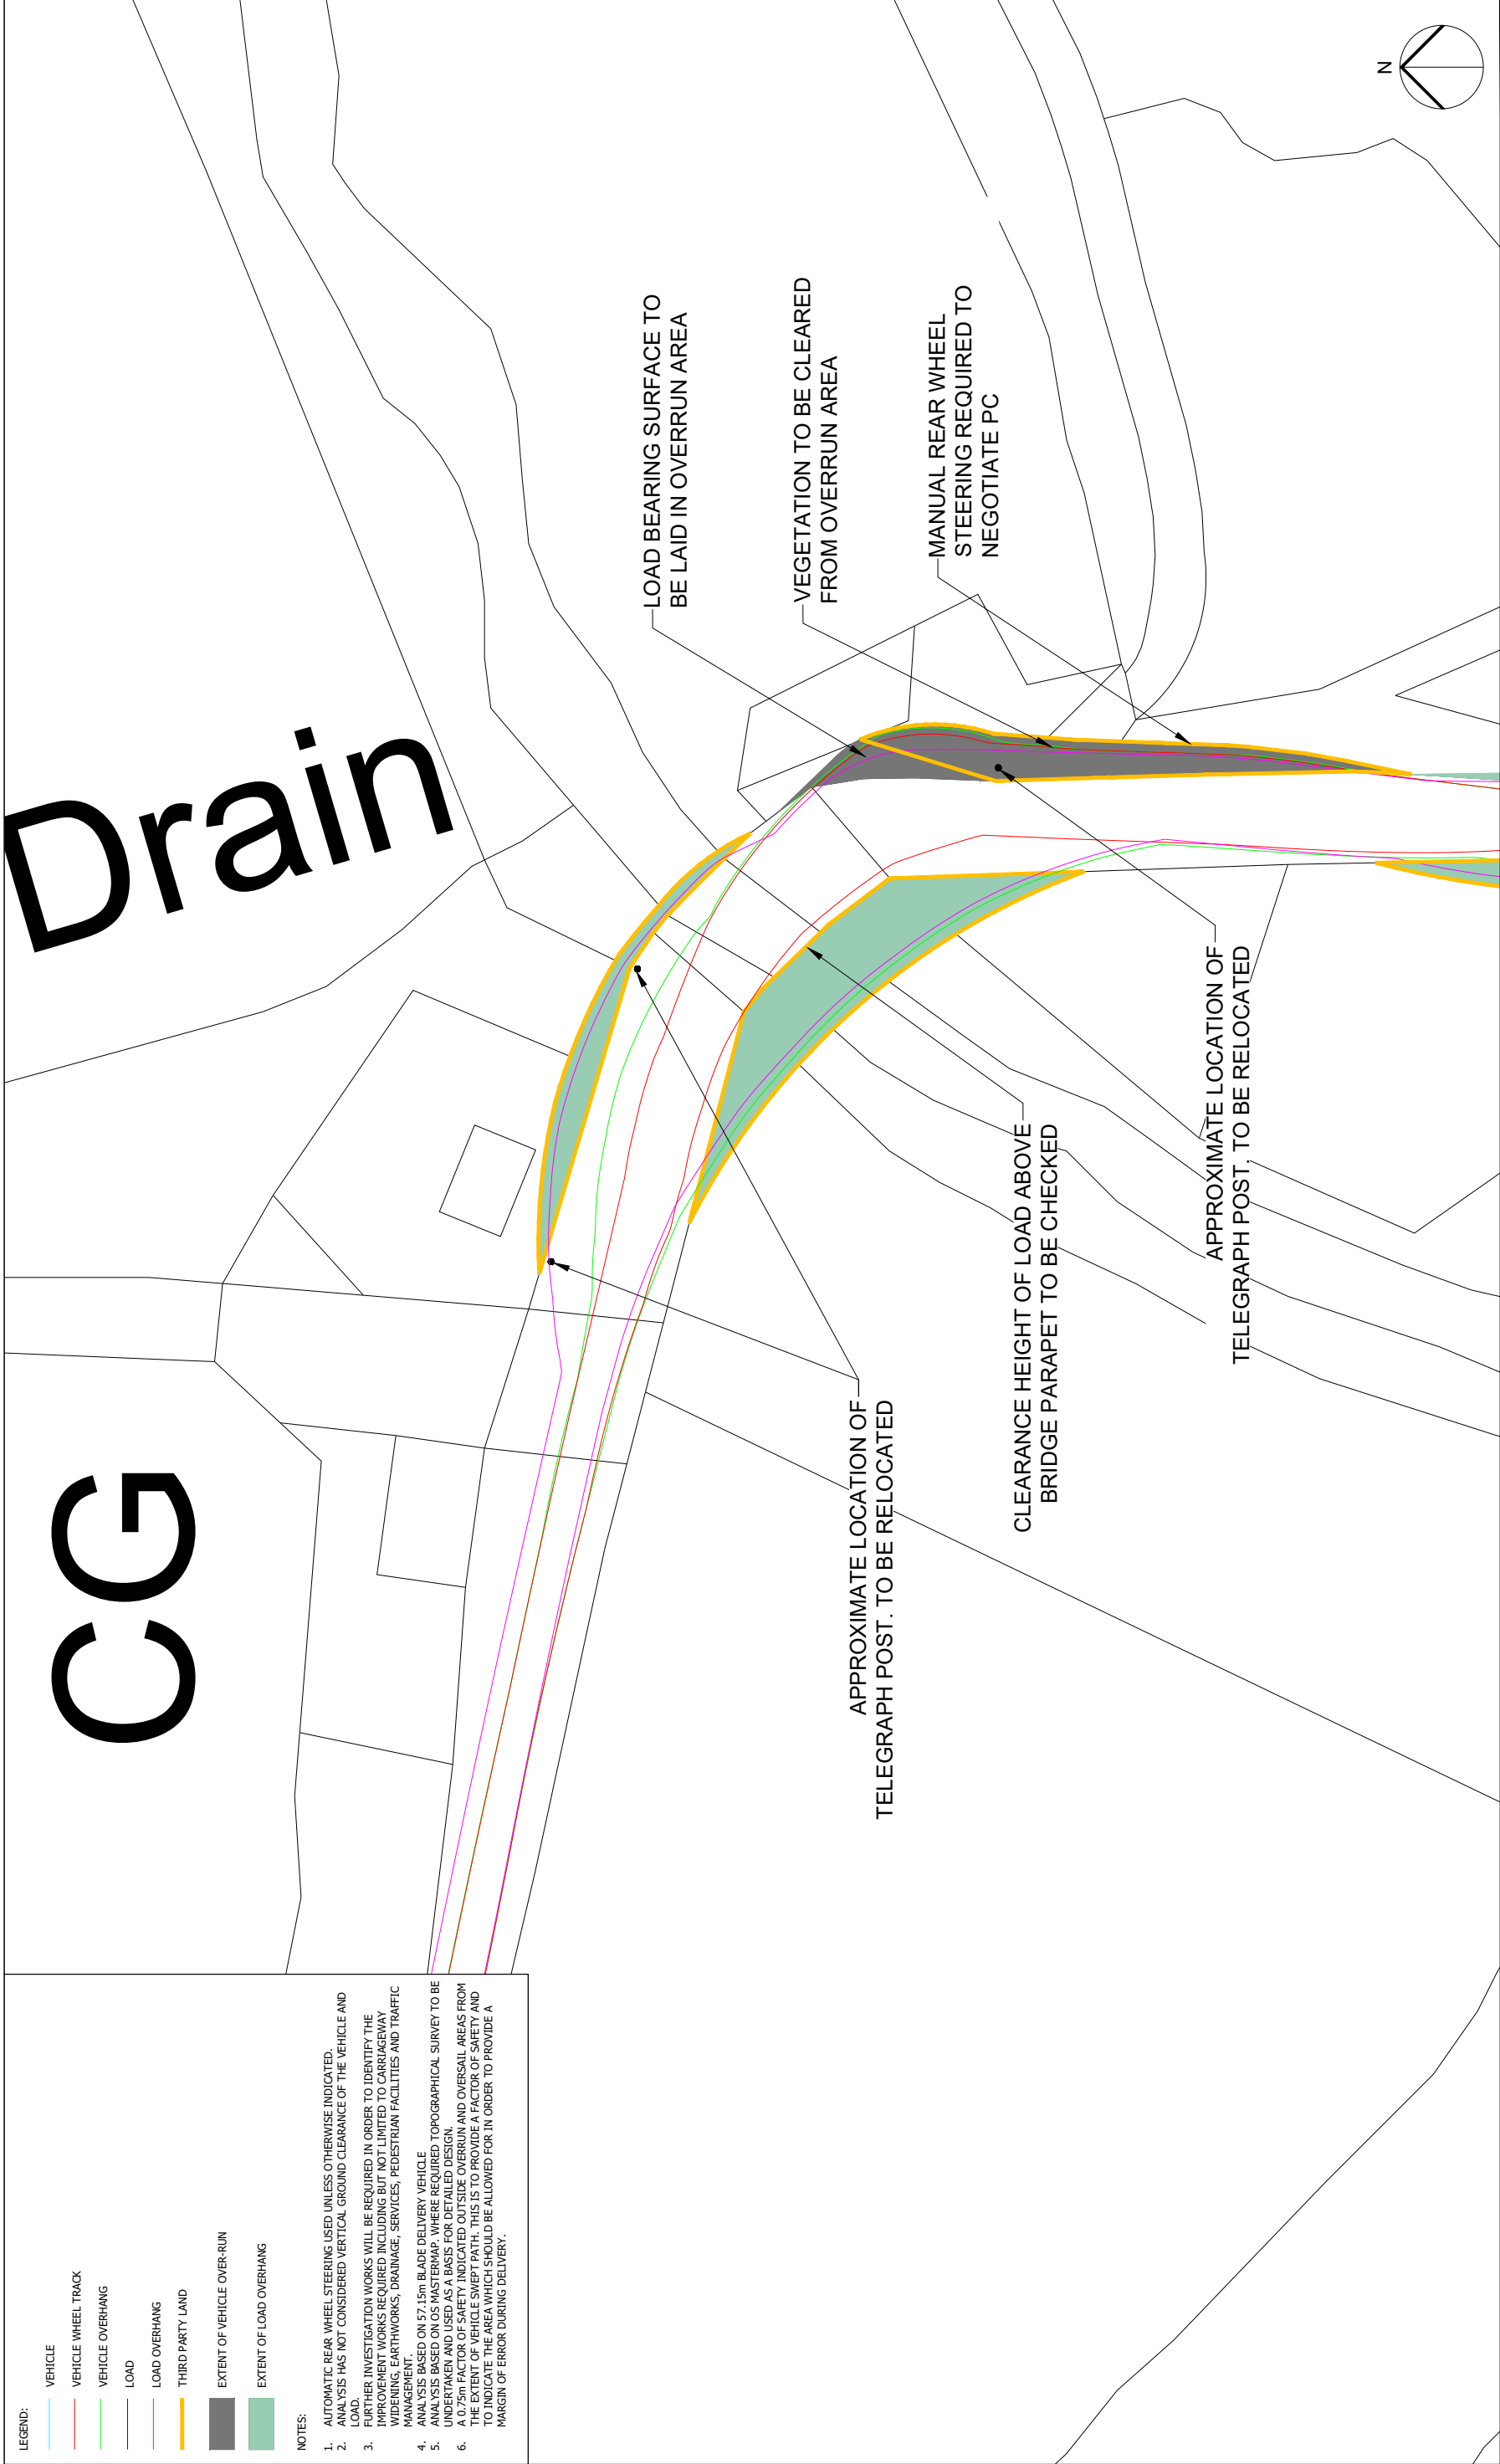 LEGEND:
VEHICLE
VEHICLE WHEEL TRACK
VEHICLE OVERHANG
LOAD
LOAD OVERHANG
THIRD PARTY LAND
EXTENT OF VEHICLE OVER-RUN
EXTENT OF LOAD OVERHANG
NOTES:
1. AUTOMATIC REAR WHEEL STEERING USED UNLESS OTHERWISE INDICATED.
2. ANALYSIS HAS NOT CONSIDERED VERTICAL GROUND CLEARANCE OF THE VEHICLE AND
LOAD.
3. FURTHER INVESTIGATION WORKS WILL BE REQUIRED IN ORDER TO IDENTIFY THE
IMPROVEMENT WORKS REQUIRED INCLUDING BUT NOT LIMITED TO CARRIAGEWAY
WIDENING, EARTHWORKS, DRAINAGE, SERVICES, PEDESTRIAN FACILITIES AND TRAFFIC
MANAGEMENT.
4. ANALYSIS BASED ON 57.15m BLADE DELIVERY VEHICLE
5. ANALYSIS BASED ON OS MASTERMAP. WHERE REQUIRED TOPOGRAPHICAL SURVEY TO BE
UNDERTAKEN AND USED AS A BASIS FOR DETAILED DESIGN.
6. A 0.75m FACTOR OF SAFETY INDICATED OUTSIDE OVERRUN AND OVERSAIL AREAS FROM
THE EXTENT OF VEHICLE SWEPT PATH. THIS IS TO PROVIDE A FACTOR OF SAFETY AND
TO INDICATE THE AREA WHICH SHOULD BE ALLOWED FOR IN ORDER TO PROVIDE A
MARGIN OF ERROR DURING DELIVERY.
CG
Drain
APPROXIMATE LOCATION OF
TELEGRAPH POST. TO BE RELOCATED
CLEARANCE HEIGHT OF LOAD ABOVE
BRIDGE PARAPET TO BE CHECKED
APPROXIMATE LOCATION OF
TELEGRAPH POST. TO BE RELOCATED
LOAD BEARING SURFACE TO
BE LAID IN OVERRUN AREA
VEGETATION TO BE CLEARED
FROM OVERRUN AREA
MANUAL REAR WHEEL
STEERING REQUIRED TO
NEGOTIATE PC
N